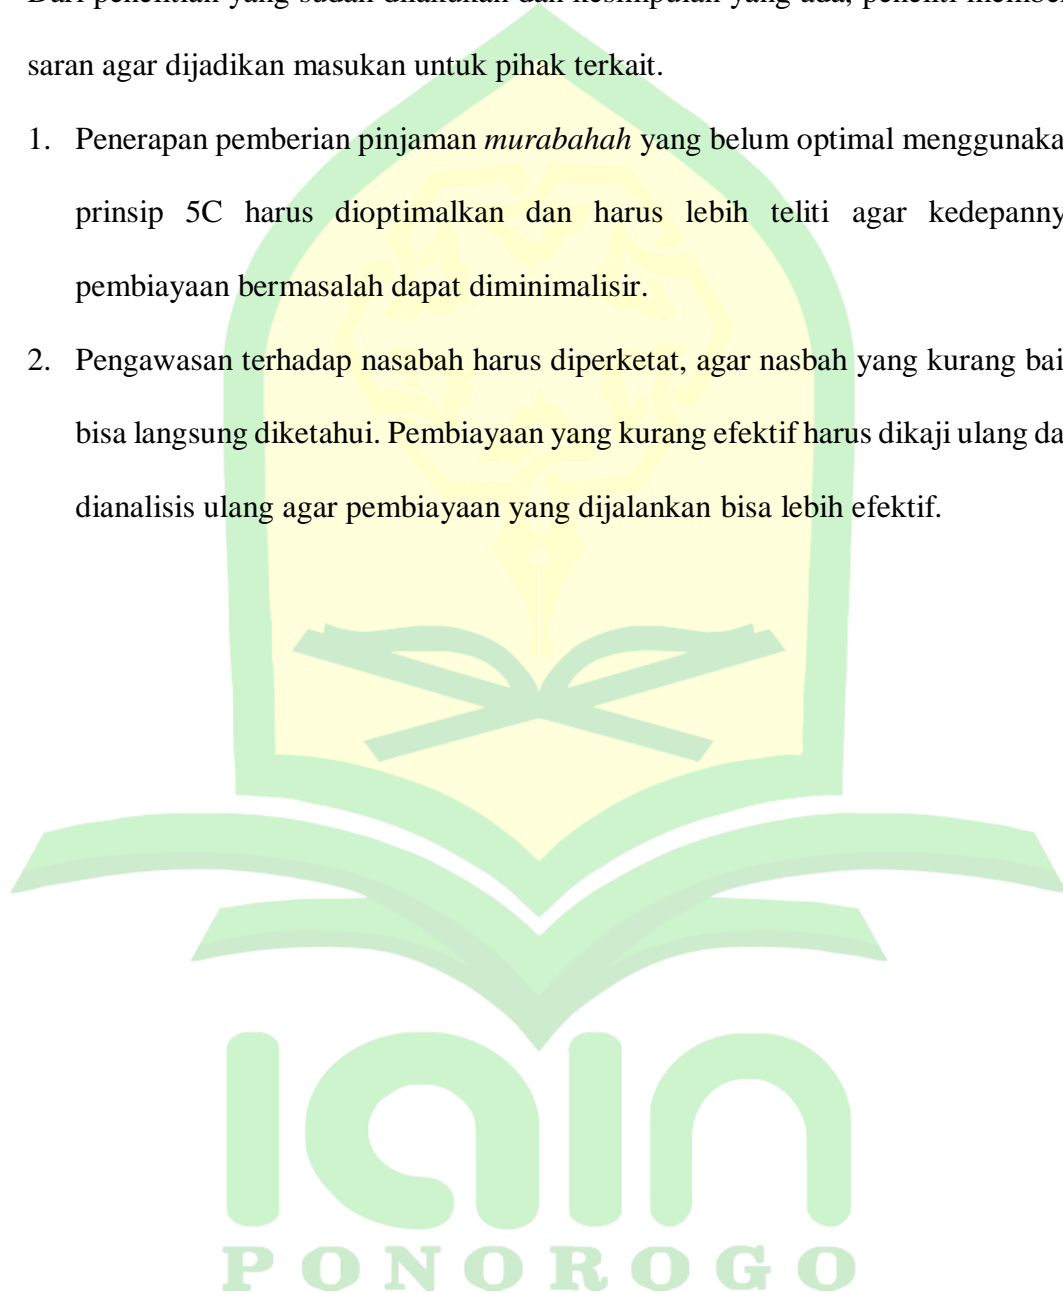 saran agar dijadikan masukan untuk pihak terkait.
1. Penerapan pemberian pinjaman murabahah yang belum optimal menggunaka
prinsip 5C harus dioptimalkan dan harus lebih teliti agar kedepanny
pembiayaan bermasalah dapat diminimalisir.
2. Pengawasan terhadap nasabah harus diperketat, agar nasbah yang kurang bai
bisa langsung diketahui. Pembiayaan yang kurang efektif harus dikaji ulang da
dianalisis ulang agar pembiayaan yang dijalankan bisa lebih efektif.
IAIN
PONOROGO